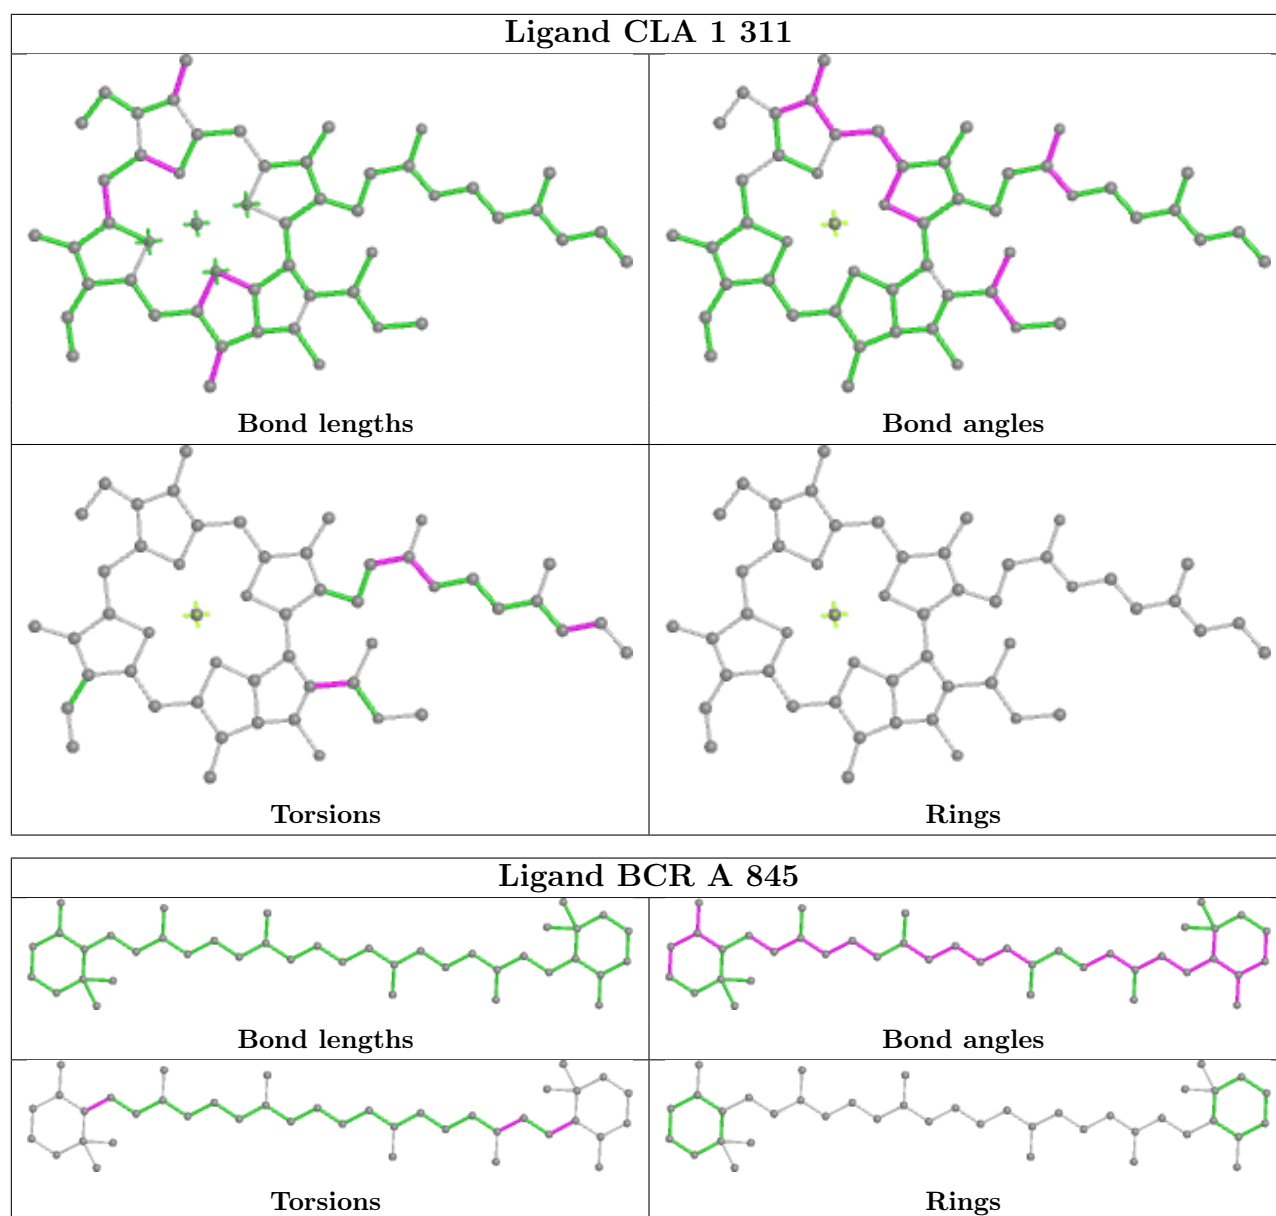 Ligand CLA 1 311
Bond lengths
Bond angles
Torsions
Rings
Ligand BCR A 845
Bond lengths
Bond angles
Torsions
Rings